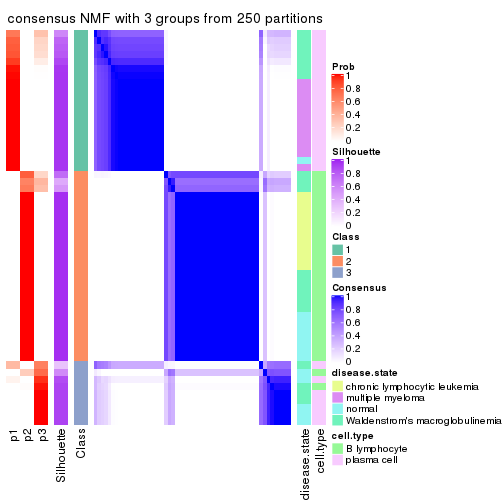 consensus NMF with 3 groups from 250 partitions
Prob
1
0.8
0.6
0.4
0.2
0
Silhouette
1
0.8
0.6
0.4
0.2
0
Class
1
2
3
Consensus
1
0.8
0.6
0.4
0.2
0
disease.state
chronic lymphocytic leukemia
multiple myeloma
normal
Waldenstrom's macroglobulinemia
cell.type
B lymphocyte
plasma cell
p1
p2
p3
Silhouette
Class
disease.state
cell.type